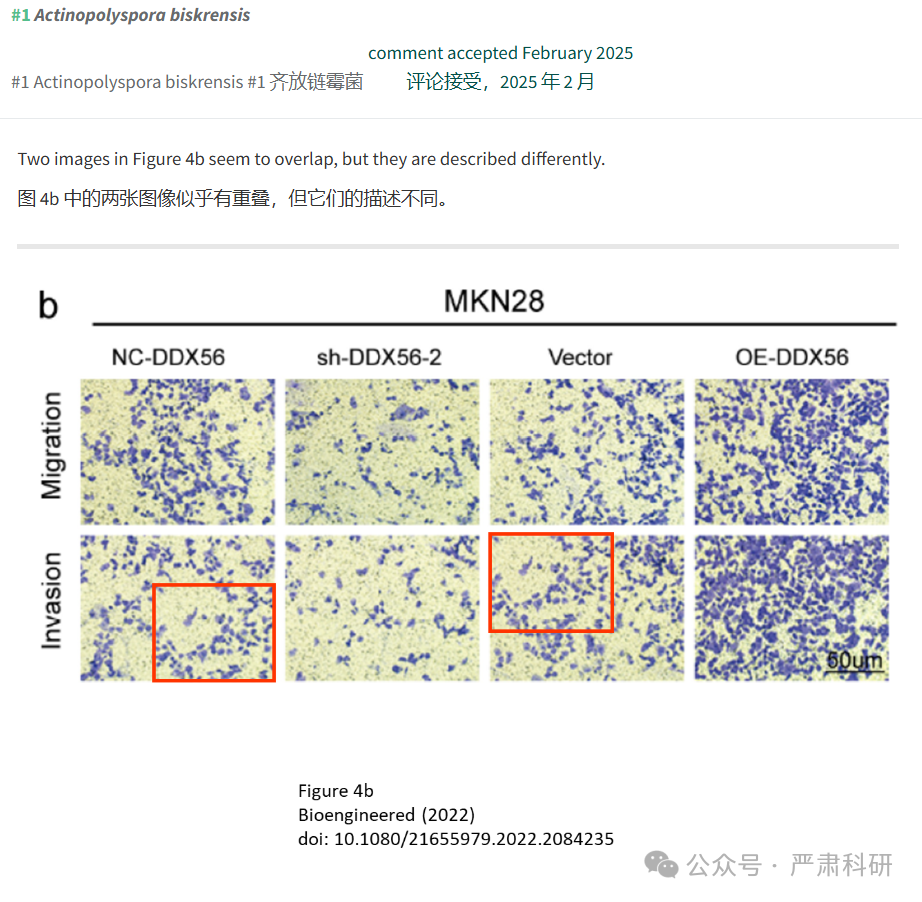 #1 Actinopolyspora biskrensis
comment accepted February 2025
#1 Actinopolyspora biskrensis #1 齐放链霉菌
评论接受，2025 年 2 月
Two images in Figure 4b seem to overlap, but they are described differently.
图 4b 中的两张图像似乎有重叠，但它们的描述不同。
b
MKN28
NC-DDX56 sh-DDX56-2 Vector OE-DDX56
Migration
Invasion
50um
Figure 4b
Bioengineered (2022)
doi: 10.1080/21655979.2022.2084235
公众号 · 严肃科研